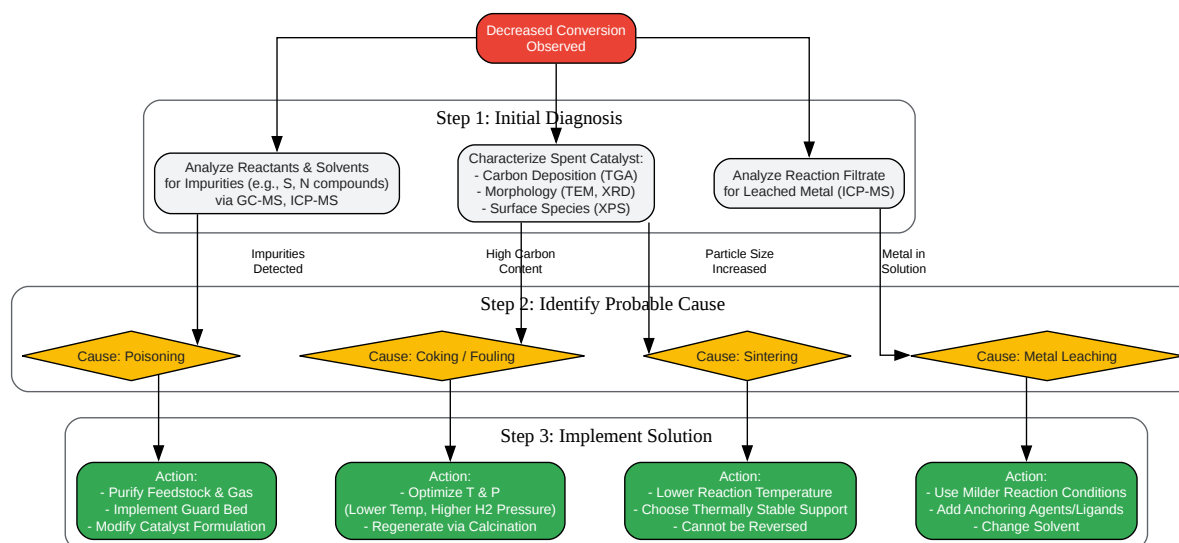 Decreased Conversion
Observed
Step 1: Initial Diagnosis
Analyze Reactants & Solvents
for Impurities (e.g., S, N compounds)
via GC-MS, ICP-MS
Characterize Spent Catalyst:
- Carbon Deposition (TGA)
- Morphology (TEM, XRD)
- Surface Species (XPS)
Analyze Reaction Filtrate
for Leached Metal (ICP-MS)
Impurities
Detected
High Carbon
Content
Particle Size
Increased
Metal in
Solution
Step 2: Identify Probable Cause
Cause: Poisoning
Cause: Coking / Fouling
Cause: Sintering
Cause: Metal Leaching
Step 3: Implement Solution
Action:
- Purify Feedstock & Gas
- Implement Guard Bed
- Modify Catalyst Formulation
Action:
- Optimize T & P
(Lower Temp, Higher H2 Pressure)
- Regenerate via Calcination
Action:
- Lower Reaction Temperature
- Choose Thermally Stable Support
- Cannot be Reversed
Action:
- Use Milder Reaction Conditions
- Add Anchoring Agents/Ligands
- Change Solvent